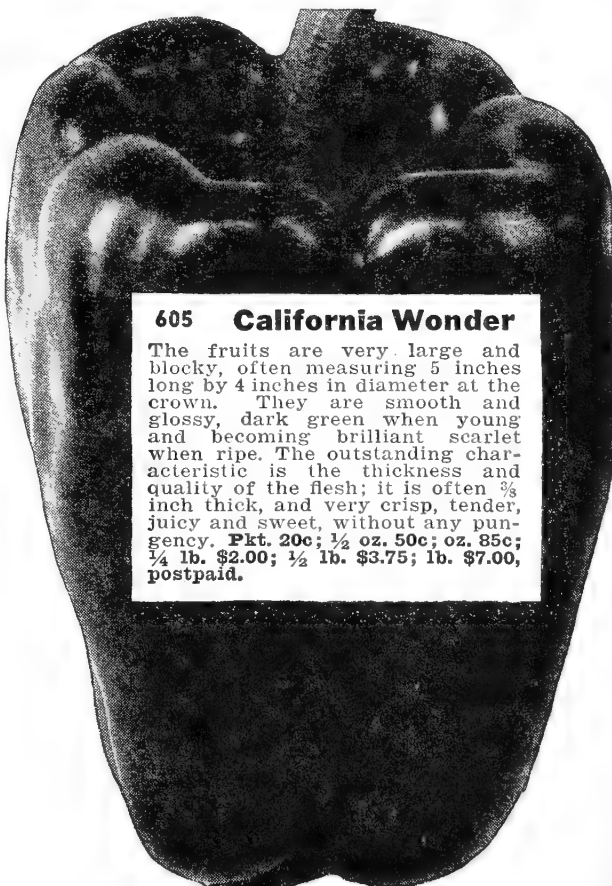 605 California Wonder
The fruits are very large and
blocky, often measuring 5 inches
long by 4 inches in diameter at the
crown. They are smooth and
glossy, dark green when young
and becoming brilliant scarlet
when ripe. The outstanding char-
acteristic is the thickness and
quality of the flesh; it is often ⅜
inch thick, and very crisp, tender,
juicy and sweet, without any pun-
gency. Pkt. 20c; ½ oz. 50c; oz. 85c;
¼ lb. $2.00; ½ lb. $3.75; lb. $7.00,
postpaid.